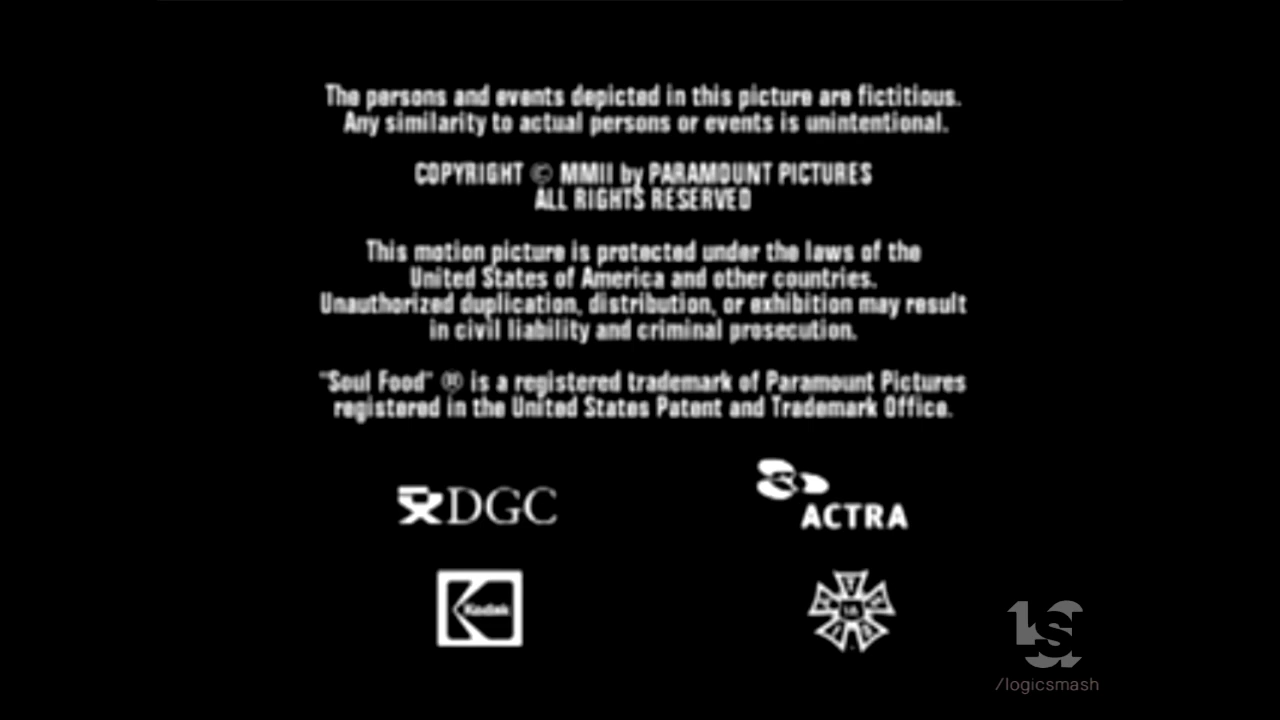 The persons and events depicted in this picture are fictitious.
Any similarity to actual persons or events is unintentional.
COPYRIGHT © MMII by PARAMOUNT PICTURES
ALL RIGHTS RESERVED
This motion picture is protected under the laws of the
United States of America and other countries.
Unauthorized duplication, distribution, or exhibition may result
in civil liability and criminal prosecution.
"Soul Food" ® is a registered trademark of Paramount Pictures
registered in the United States Patent and Trademark Office.
DGC
ACTRA
Kodak
/logicsmash